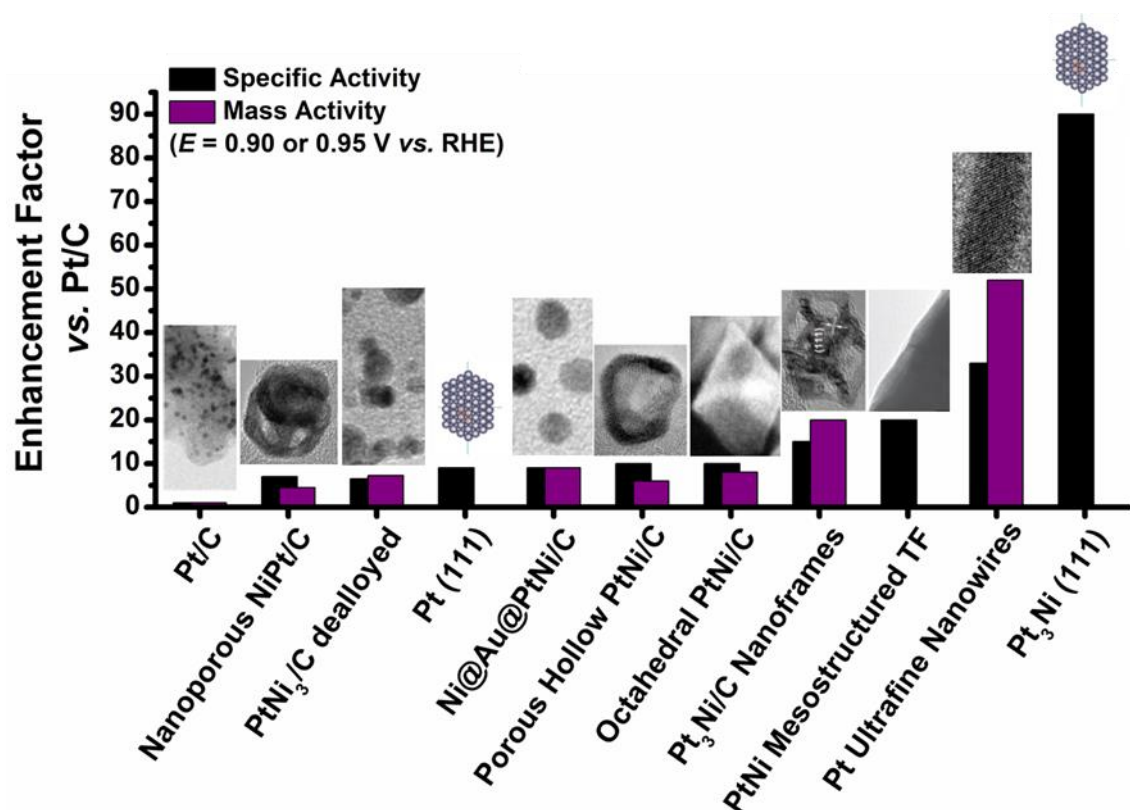 Specific Activity
Mass Activity
(E = 0.90 or 0.95 V vs. RHE)
Enhancement Factor
vs. Pt/C
90
80
70
60
50
40
30
20
10
0
Pt/C
Nanoporous NiPt/C
PtNi₃/C dealloyed
Pt (111)
Ni@Au@PtNi/C
Porous Hollow PtNi/C
Octahedral PtNi/C
Pt₃Ni/C Nanoframes
PtNi Mesostructured TF
Pt Ultrafine Nanowires
Pt₃Ni (111)